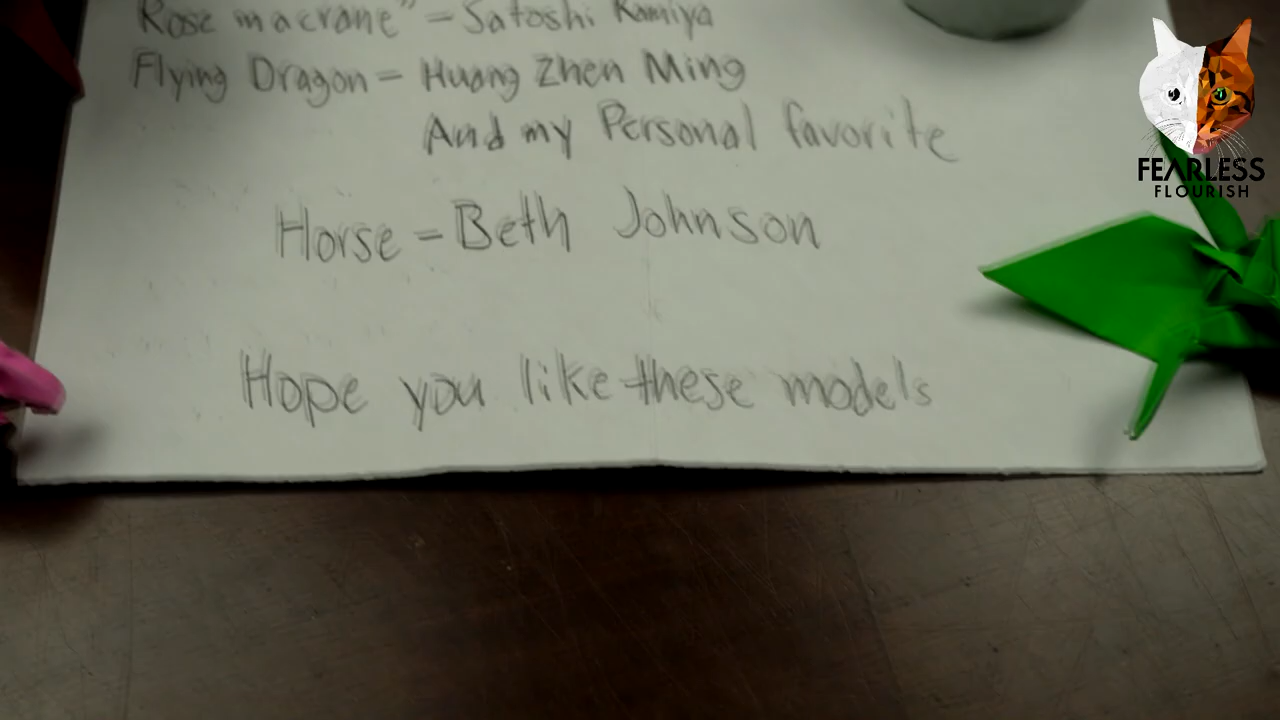 Rose macrane" = Satoshi Kamiya
Flying Dragon = Huang Zhen Ming
And my Personal favorite
Horse = Beth Johnson
Hope you like these models
FEARLESS
FLOURISH